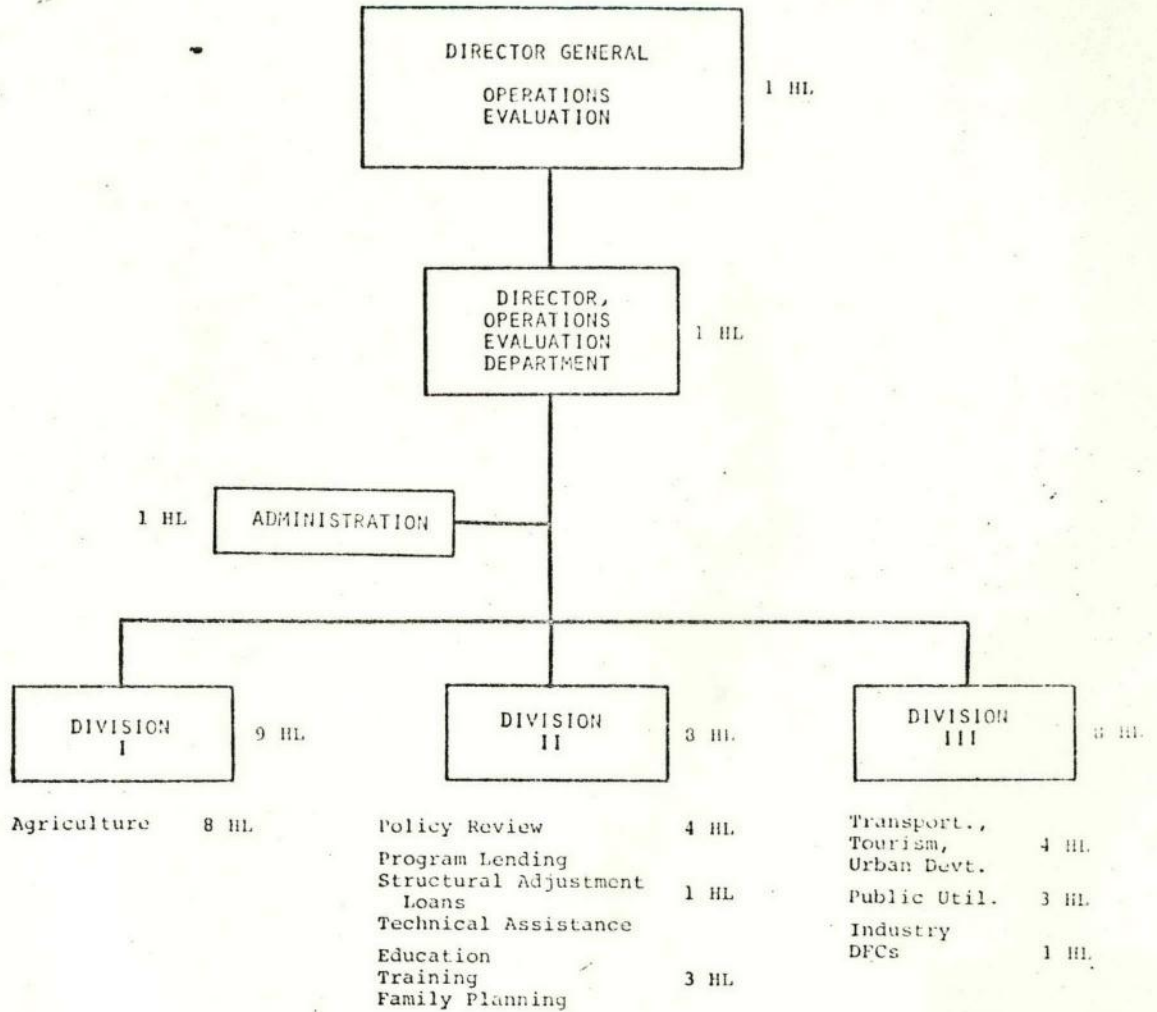 DIRECTOR GENERAL
OPERATIONS
EVALUATION
1 HL
DIRECTOR,
OPERATIONS
EVALUATION
DEPARTMENT
1 HL
1 HL
ADMINISTRATION
DIVISION
I
9 HL
DIVISION
II
8 HL
DIVISION
III
8 HL
Agriculture 8 HL
Policy Review 4 HL
Program Lending
Structural Adjustment
Loans 1 HL
Technical Assistance
Education
Training 3 HL
Family Planning
Transport.,
Tourism, 4 HL
Urban Devt.
Public Util. 3 HL
Industry
DFCs 1 HL